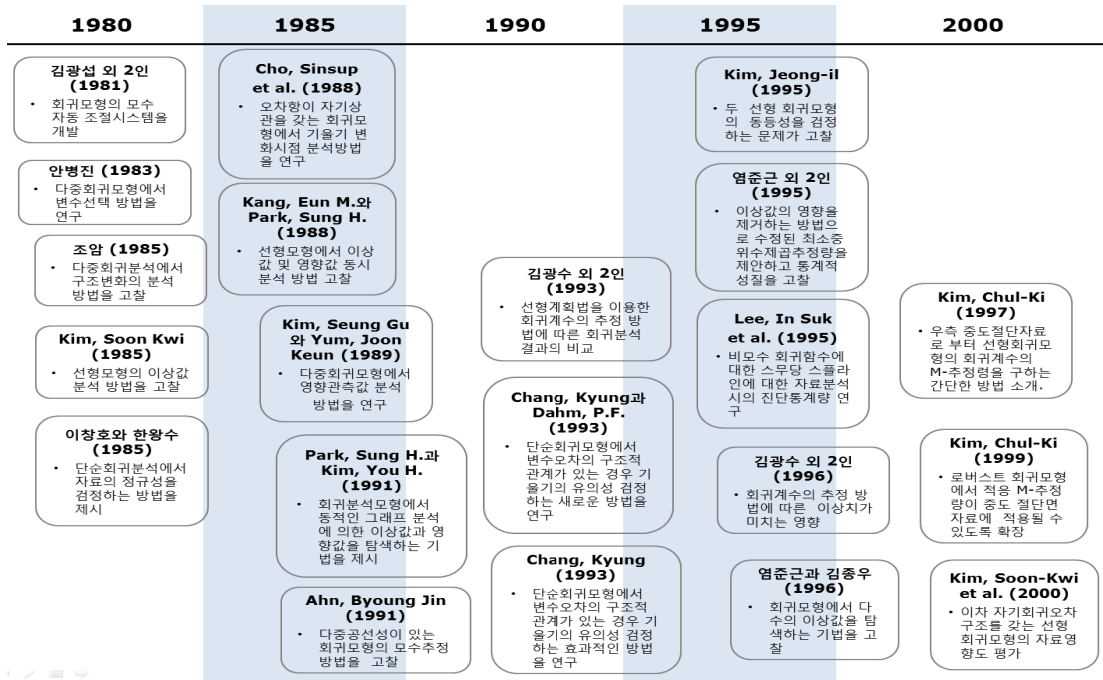 1980
1985
1990
1995
2000
김광섭 외 2인
(1981)
• 회귀모형의 모수
자동 조절시스템을
개발
안병진 (1983)
• 다중회귀모형에서
변수선택 방법을
연구
조암 (1985)
• 다중회귀분석에서
구조변화의 분석
방법을 고찰
Kim, Soon Kwi
(1985)
• 선형모형의 이상값
분석 방법을 고찰
이창호와 한왕수
(1985)
• 단순회귀분석에서
자료의 정규성을
검정하는 방법을
제시
Cho, Sinsup
et al. (1988)
• 오차항이 자기상
관을 갖는 회귀모
형에서 기울기 변
화시점 분석방법
을 연구
Kang, Eun M.와
Park, Sung H.
(1988)
• 선형모형에서 이상
값 및 영향값 동시
분석 방법 고찰
Kim, Seung Gu
와 Yum, Joon
Keun (1989)
• 다중회귀모형에서
영향관측값 분석
방법을 연구
Park, Sung H.과
Kim, You H.
(1991)
• 회귀분석모형에서
동적인 그래프 분석
에 의한 이상값과 영
향값을 탐색하는 기
법을 제시
Ahn, Byoung Jin
(1991)
• 다중공선성이 있는
회귀모형의 모수추정
방법을 고찰
김광수 외 2인
(1993)
• 선형계획법을 이용한
회귀계수의 추정 방
법에 따른 회귀분석
결과의 비교
Chang, Kyung과
Dahm, P.F.
(1993)
• 단순회귀모형에서
변수오차의 구조적
관계가 있는 경우 기
울기의 유의성 검정
하는 새로운 방법을
연구
Chang, Kyung
(1993)
• 단순회귀모형에서
변수오차의 구조적
관계가 있는 경우 기
울기의 유의성 검정
하는 효과적인 방법
을 연구
Kim, Jeong-il
(1995)
• 두 선형 회귀모형
의 동등성을 검정
하는 문제가 고찰
염준근 외 2인
(1995)
• 이상값의 영향을
제거하는 방법으
로 수정된 최소중
위수제곱추정량을
제안하고 통계적
성질을 고찰
Lee, In Suk
et al. (1995)
• 비모수 회귀함수에
대한 스무당 스플라
인에 대한 자료분석
시의 진단통계량 연
구
김광수 외 2인
(1996)
• 회귀계수의 추정 방
법에 따른 이상치가
미치는 영향
염준근과 김종우
(1996)
• 회귀모형에서 다
수의 이상값을 탐
색하는 기법을 고
찰
Kim, Chul-Ki
(1997)
• 우측 중도절단자료
로 부터 선형회귀모
형의 회귀계수의
M-추정령을 구하는
간단한 방법 소개.
Kim, Chul-Ki
(1999)
• 로버스트 회귀모형
에서 적응 M-추정
량이 중도 절단면
자료에 적용될 수
있도록 확장
Kim, Soon-Kwi
et al. (2000)
• 이차 자기회귀오차
구조를 갖는 선형
회귀모형의 자료영
향도 평가